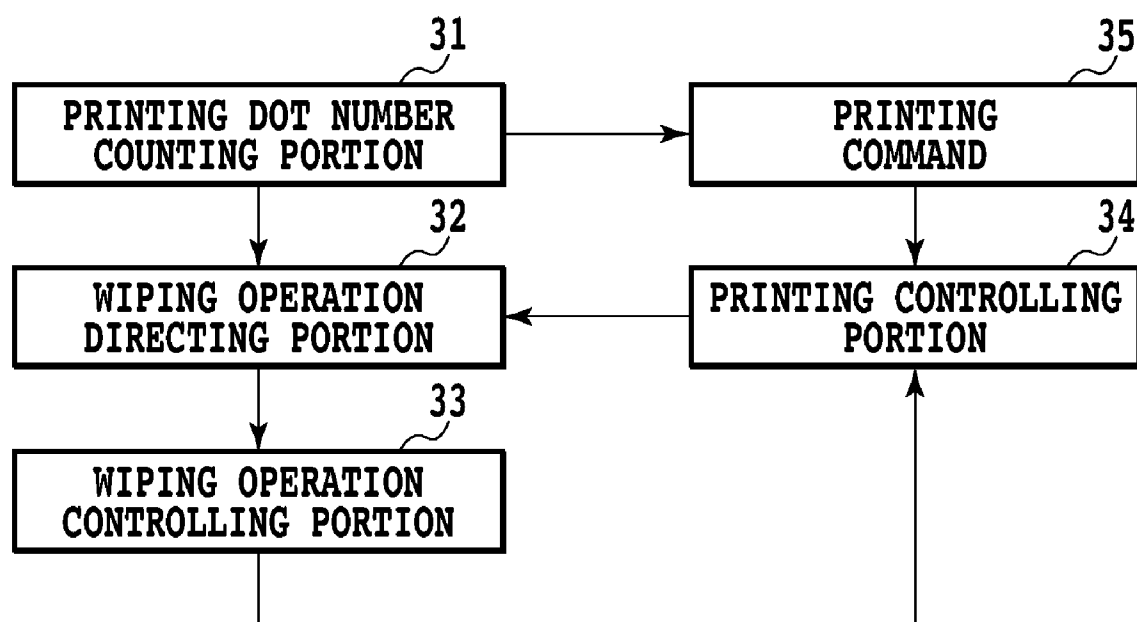 31
PRINTING DOT NUMBER
COUNTING PORTION
35
PRINTING
COMMAND
32
WIPING OPERATION
DIRECTING PORTION
34
PRINTING CONTROLLING
PORTION
33
WIPING OPERATION
CONTROLLING PORTION